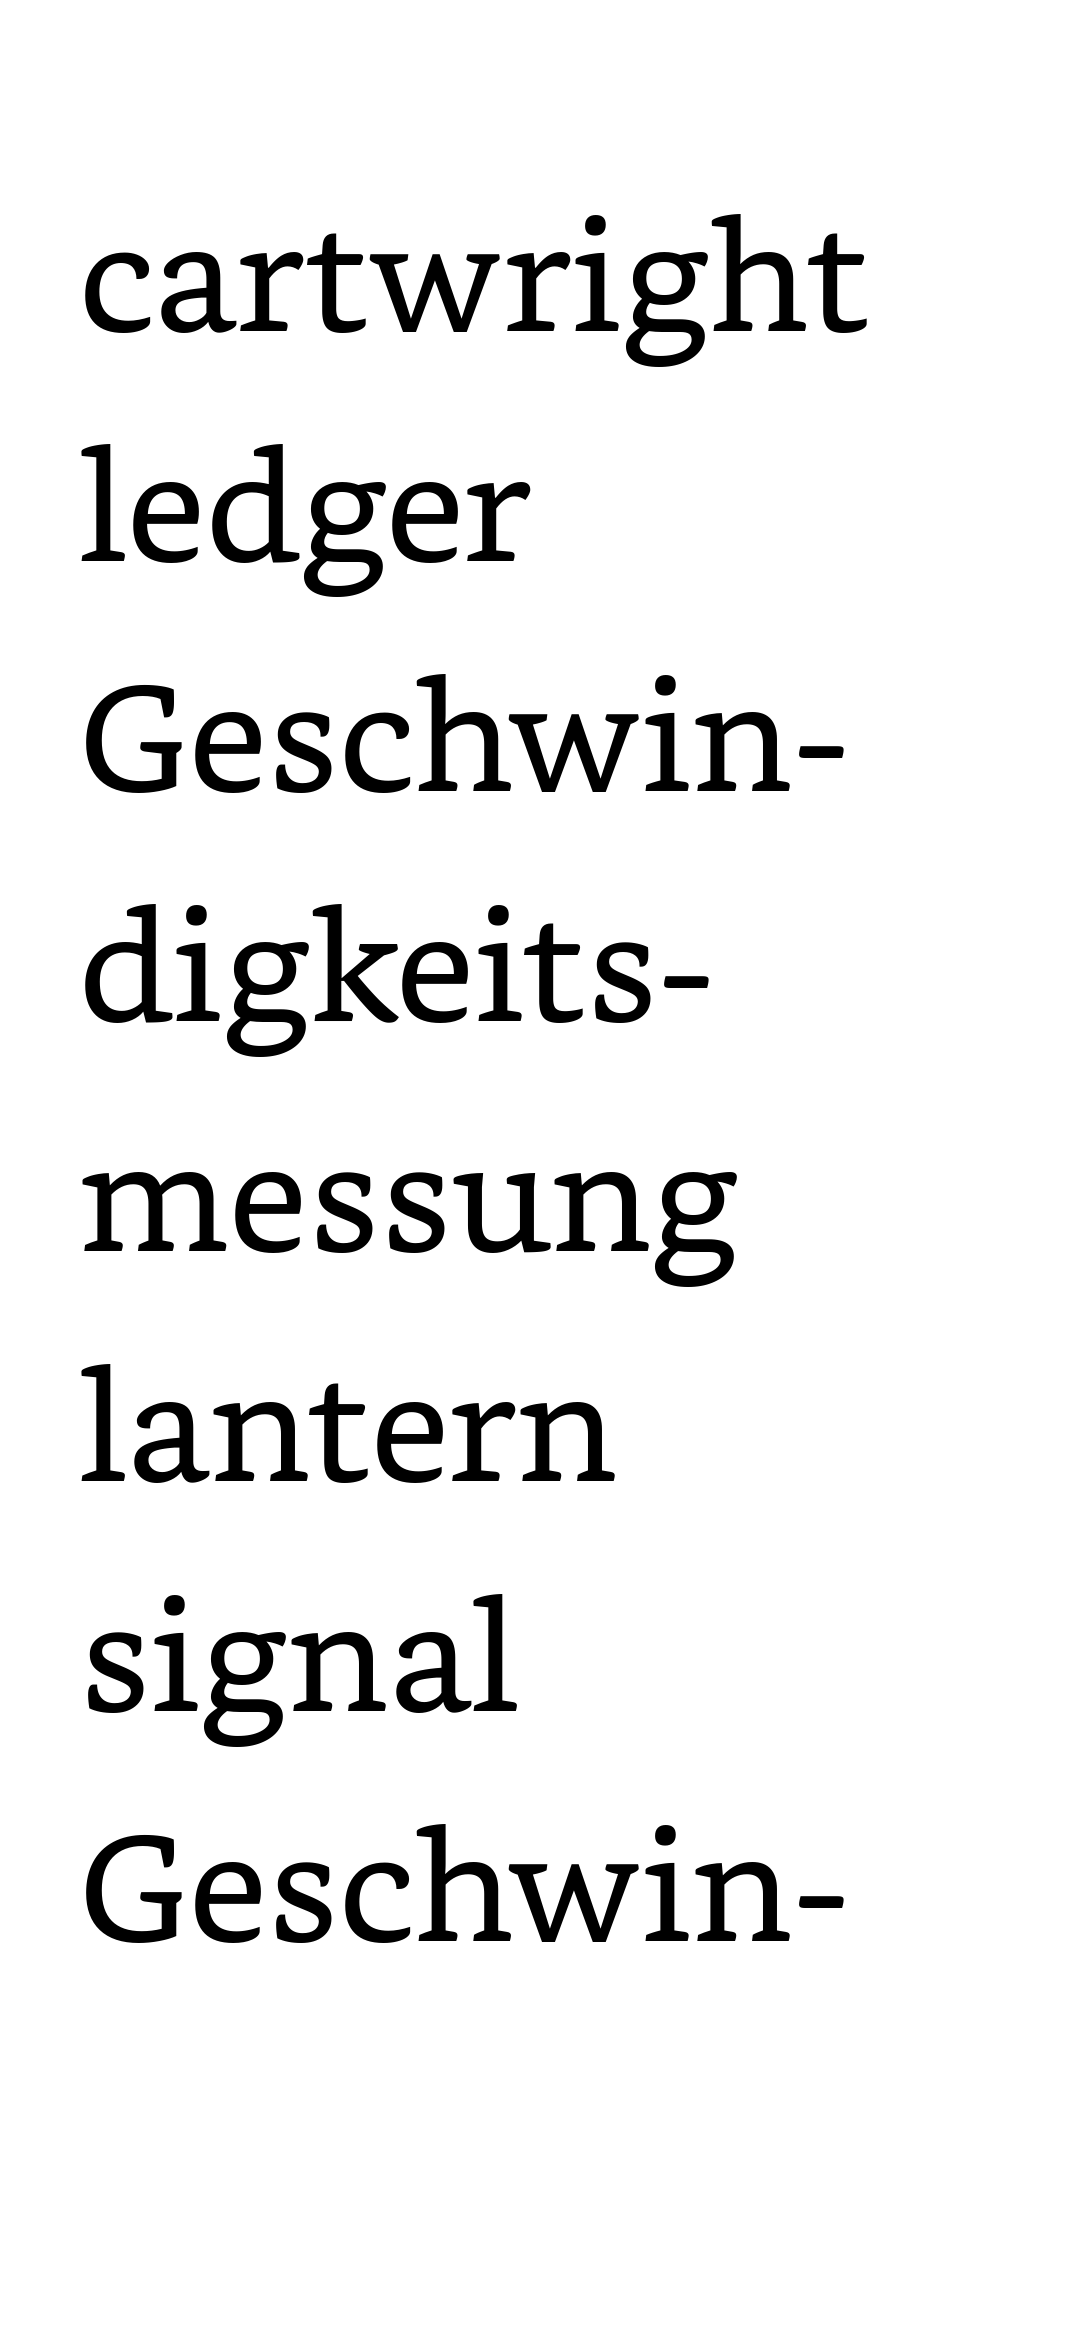 cartwright
ledger
Geschwin-
digkeits-
messung
lantern
signal
Geschwin-